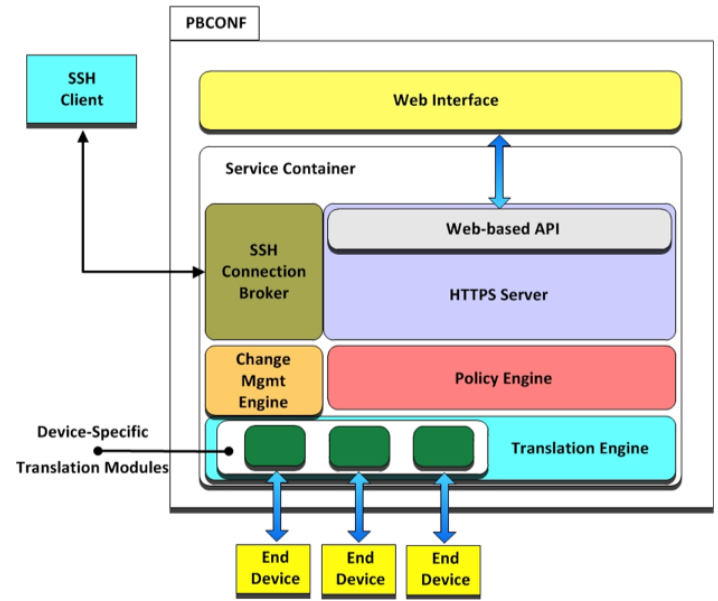 PBCONF
SSH
Client
Web Interface
Service Container
SSH
Connection
Broker
Web-based API
HTTPS Server
Change
Mgmt
Engine
Policy Engine
Device-Specific
Translation Modules
Translation Engine
End
Device
End
Device
End
Device